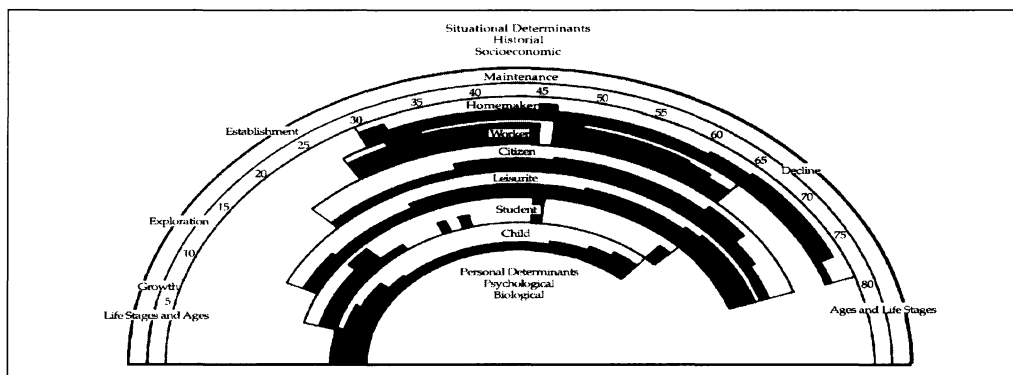 Situational Determinants
Historial
Socioeconomic
Maintenance
Establishment
Exploration
Growth
Decline
5
10
15
20
25
30
35
40
45
50
55
60
65
70
75
80
Homemaker
Worker
Citizen
Leisurite
Student
Child
Personal Determinants
Psychological
Biological
Life Stages and Ages
Ages and Life Stages